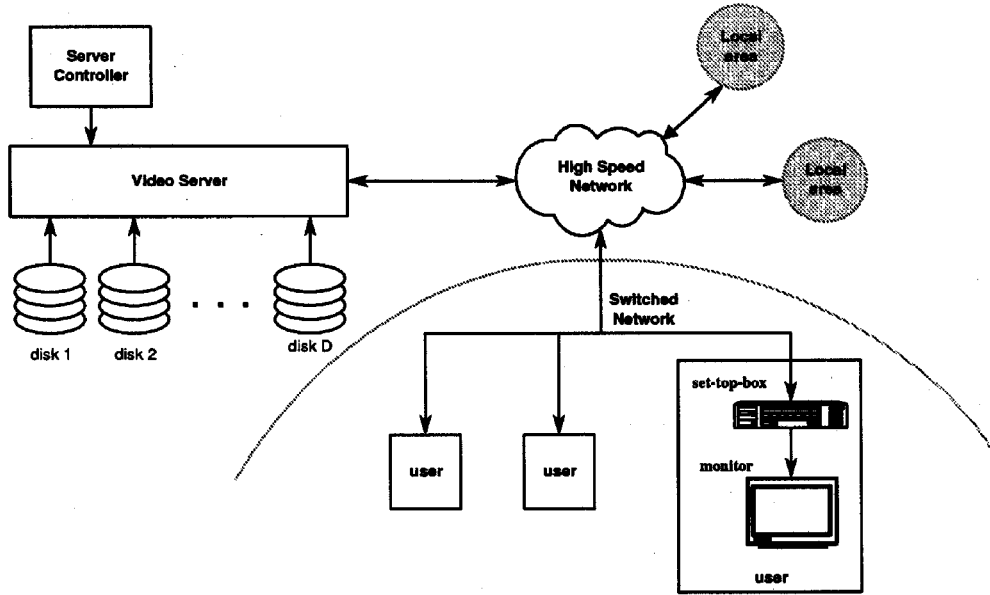 Server
Controller
Video Server
disk 1
disk 2
disk D
High Speed
Network
Local
area
Local
area
Switched
Network
user
user
set-top-box
monitor
user